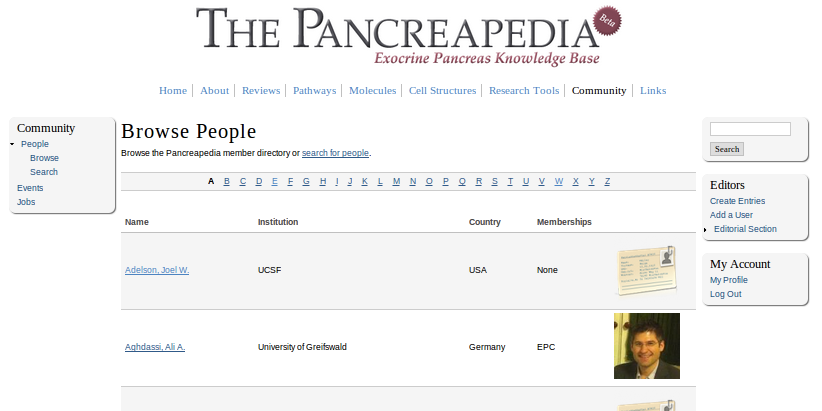 THE PANCREAPEDIA Beta
Exocrine Pancreas Knowledge Base
Home About Reviews Pathways Molecules Cell Structures Research Tools Community Links
Community
People
Browse
Search
Events
Jobs
Browse People
Browse the Pancreapedia member directory or search for people.
A B C D E F G H I J K L M N O P Q R S T U V W X Y Z
Name Institution Country Memberships
Adelson, Joel W. UCSF USA None
Aghdassi, Ali A. University of Greifswald Germany EPC
Search
Editors
Create Entries
Add a User
Editorial Section
My Account
My Profile
Log Out